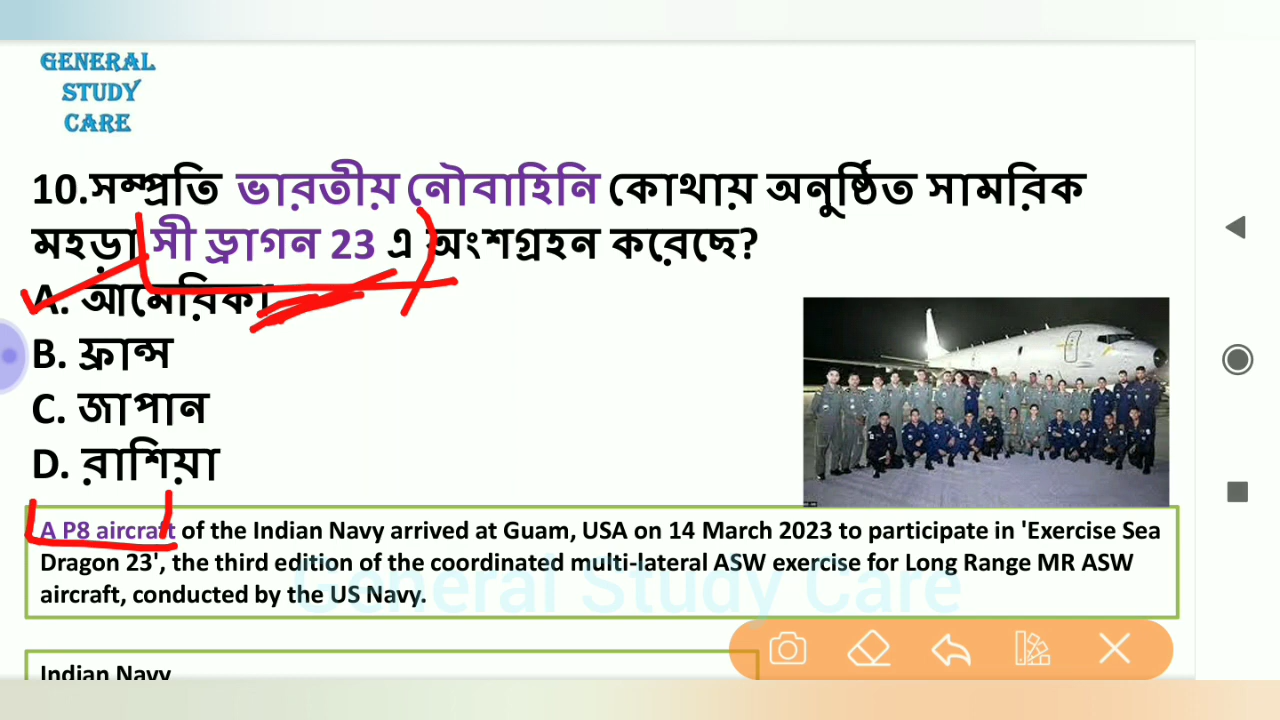 GENERAL
STUDY
CARE
10.সম্প্রতি ভারতীয় নৌবাহিনি কোথায় অনুষ্ঠিত সামরিক
মহড়া সী ড্রাগন 23 এ অংশগ্রহন করেছে?
A. আমেরিকা
B. ফ্রান্স
C. জাপান
D. রাশিয়া
A P8 aircraft of the Indian Navy arrived at Guam, USA on 14 March 2023 to participate in 'Exercise Sea
Dragon 23', the third edition of the coordinated multi-lateral ASW exercise for Long Range MR ASW
aircraft, conducted by the US Navy.
General Study Care
Indian Navy